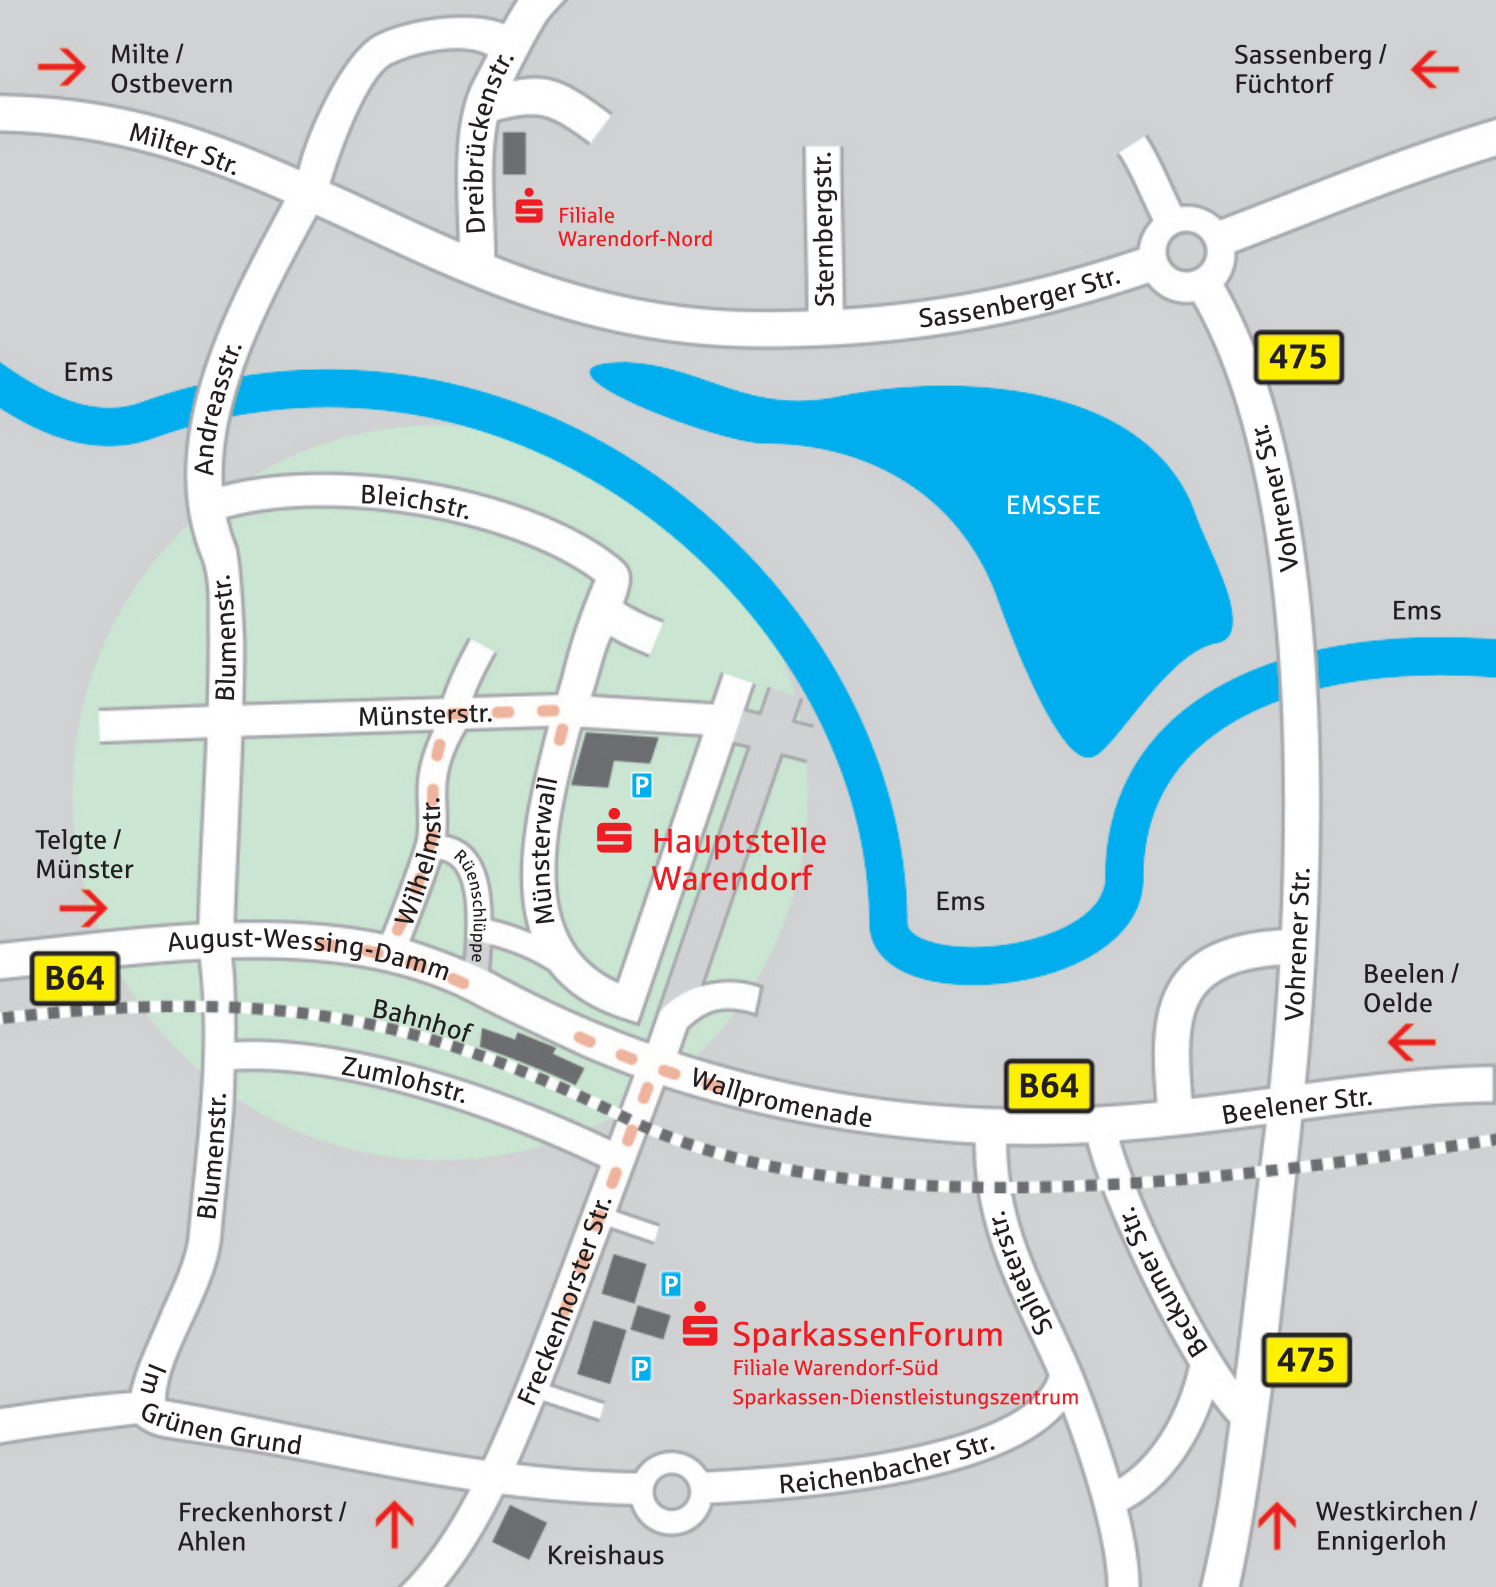 Milte /
Ostbevern
Sassenberg /
Füchtorf
Milter Str.
Dreibrückenstr.
Filiale
Warendorf-Nord
Sternbergstr.
Sassenberger Str.
475
Ems
Andreasstr.
Bleichstr.
EMSSEE
Vohrener Str.
Ems
Blumenstr.
Münsterstr.
P
Münsterwall
Wilhelmstr.
Rüenschlüppe
Hauptstelle
Warendorf
Telgte /
Münster
Ems
August-Wessing-Damm
B64
Vohrener Str.
Beelen /
Oelde
Bahnhof
Zumlohstr.
Wallpromenade
B64
Beelener Str.
Blumenstr.
Freckenhorster Str.
P
SparkassenForum
Filiale Warendorf-Süd
Sparkassen-Dienstleistungszentrum
P
Splieterstr.
Beckumer Str.
475
Im
Grünen Grund
Reichenbacher Str.
Freckenhorst /
Ahlen
Kreishaus
Westkirchen /
Ennigerloh